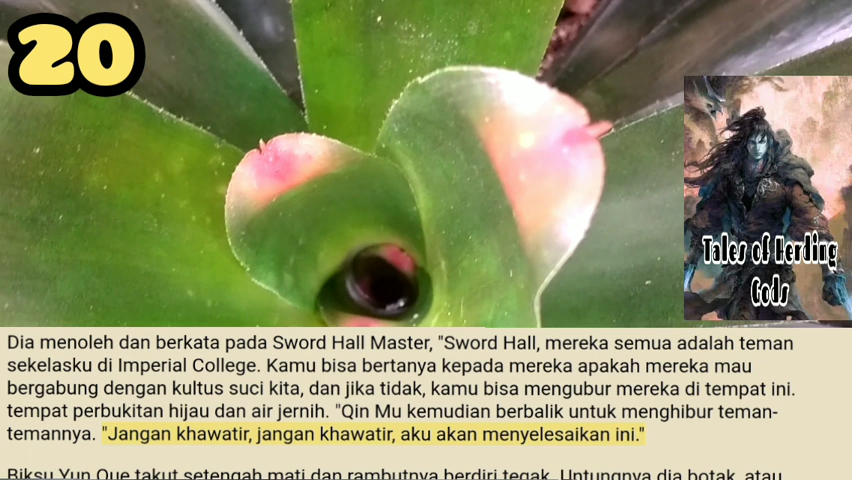 20
Tales of Herding
Gods
Dia menoleh dan berkata pada Sword Hall Master, "Sword Hall, mereka semua adalah teman
sekelasku di Imperial College. Kamu bisa bertanya kepada mereka apakah mereka mau
bergabung dengan kultus suci kita, dan jika tidak, kamu bisa mengubur mereka di tempat ini.
tempat perbukitan hijau dan air jernih. "Qin Mu kemudian berbalik untuk menghibur teman-
temannya. "Jangan khawatir, jangan khawatir, aku akan menyelesaikan ini."
Biksu Yun Que takut setengah mati dan rambutnya berdiri tegak. Untungnya dia botak, atau